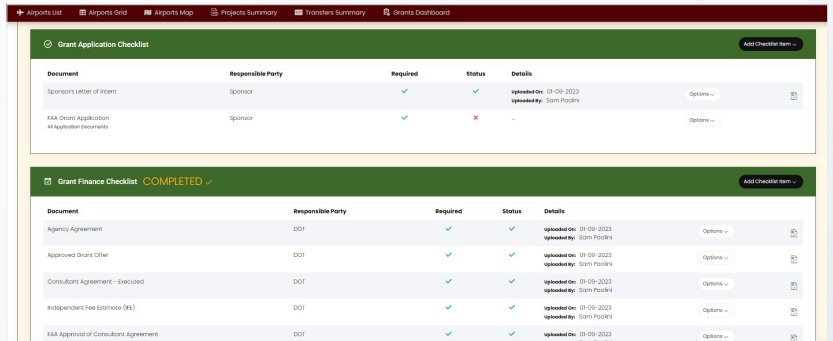 Airports List Airports Grid Airports Map Projects Summary Transfers Summary Grants Dashboard
Grant Application Checklist Add Checklist Item
Document Responsible Party Required Status Details
Sponsor's Letter of Intent Sponsor Uploaded On: 01-09-2023 Options
Uploaded By: Sam Paolini
FAA Grant Application Sponsor -- Options
All Application Documents
Grant Finance Checklist COMPLETED Add Checklist Item
Document Responsible Party Required Status Details
Agency Agreement DOT Uploaded On: 01-09-2023 Options
Uploaded By: Sam Paolini
Approved Grant Offer DOT Uploaded On: 01-09-2023 Options
Uploaded By: Sam Paolini
Consultant Agreement - Executed DOT Uploaded On: 01-09-2023 Options
Uploaded By: Sam Paolini
Independent Fee Estimate (IFE) DOT Uploaded On: 01-09-2023 Options
Uploaded By: Sam Paolini
FAA Approval of Consultant Agreement DOT Uploaded On: 01-09-2023 Options